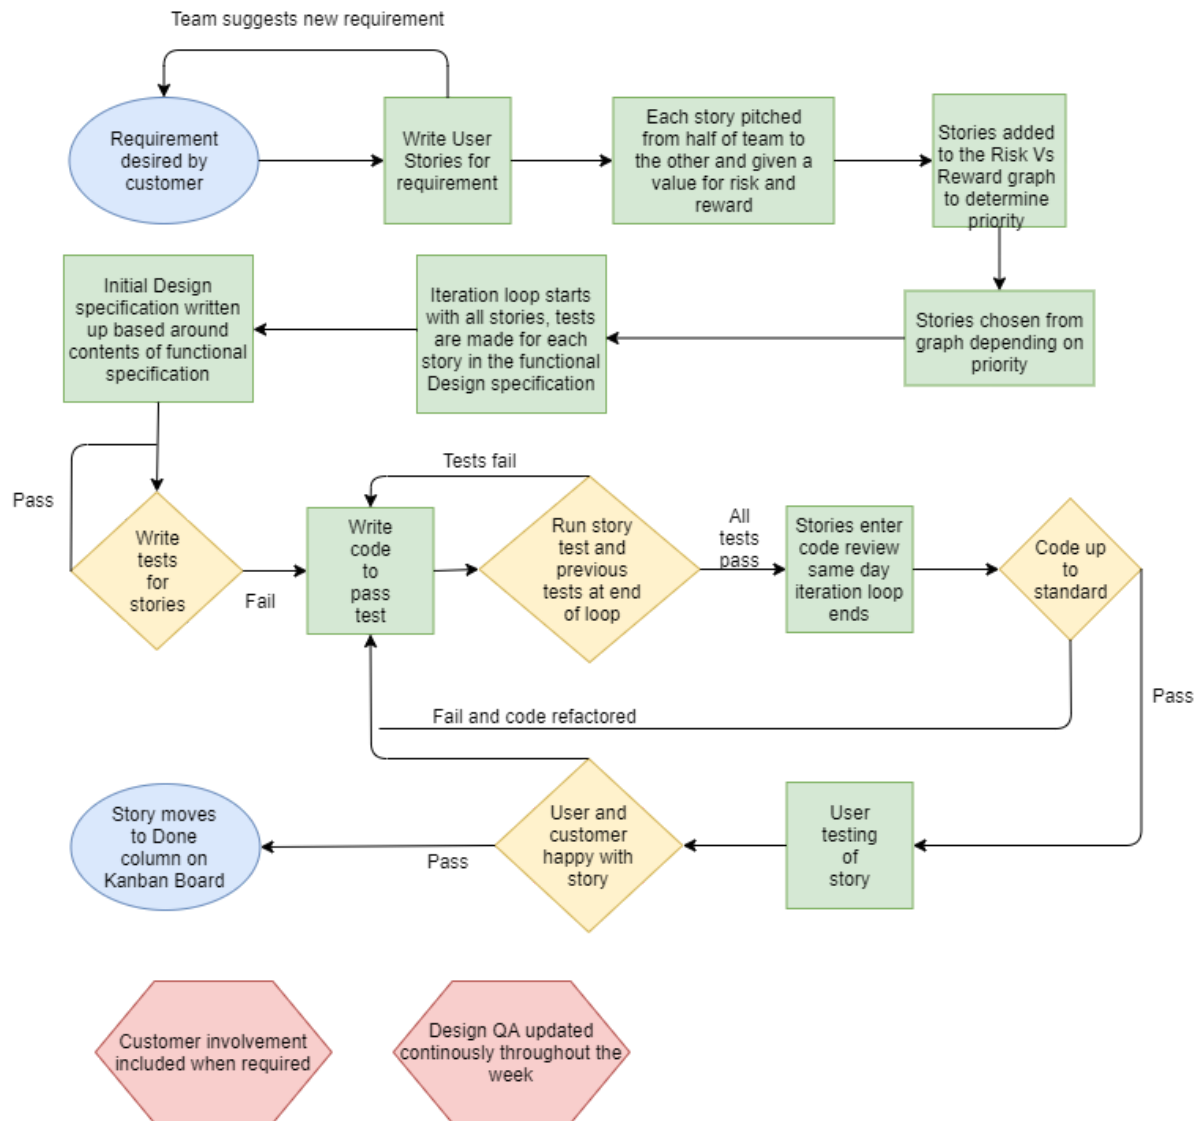 Team suggests new requirement
Requirement
desired by
customer
Write User
Stories for
requirement
Each story pitched
from half of team to
the other and given a
value for risk and
reward
Stories added
to the Risk Vs
Reward graph
to determine
priority
Initial Design
specification written
up based around
contents of functional
specification
Iteration loop starts
with all stories, tests
are made for each
story in the functional
Design specification
Stories chosen from
graph depending on
priority
Pass
Write
tests
for
stories
Fail
Tests fail
Write
code
to
pass
test
Run story
test and
previous
tests at end
of loop
All
tests
pass
Stories enter
code review
same day
iteration loop
ends
Code up
to
standard
Pass
Fail and code refactored
Story moves
to Done
column on
Kanban Board
Pass
User and
customer
happy with
story
User
testing
of
story
Customer involvement
included when required
Design QA updated
continously throughout the
week